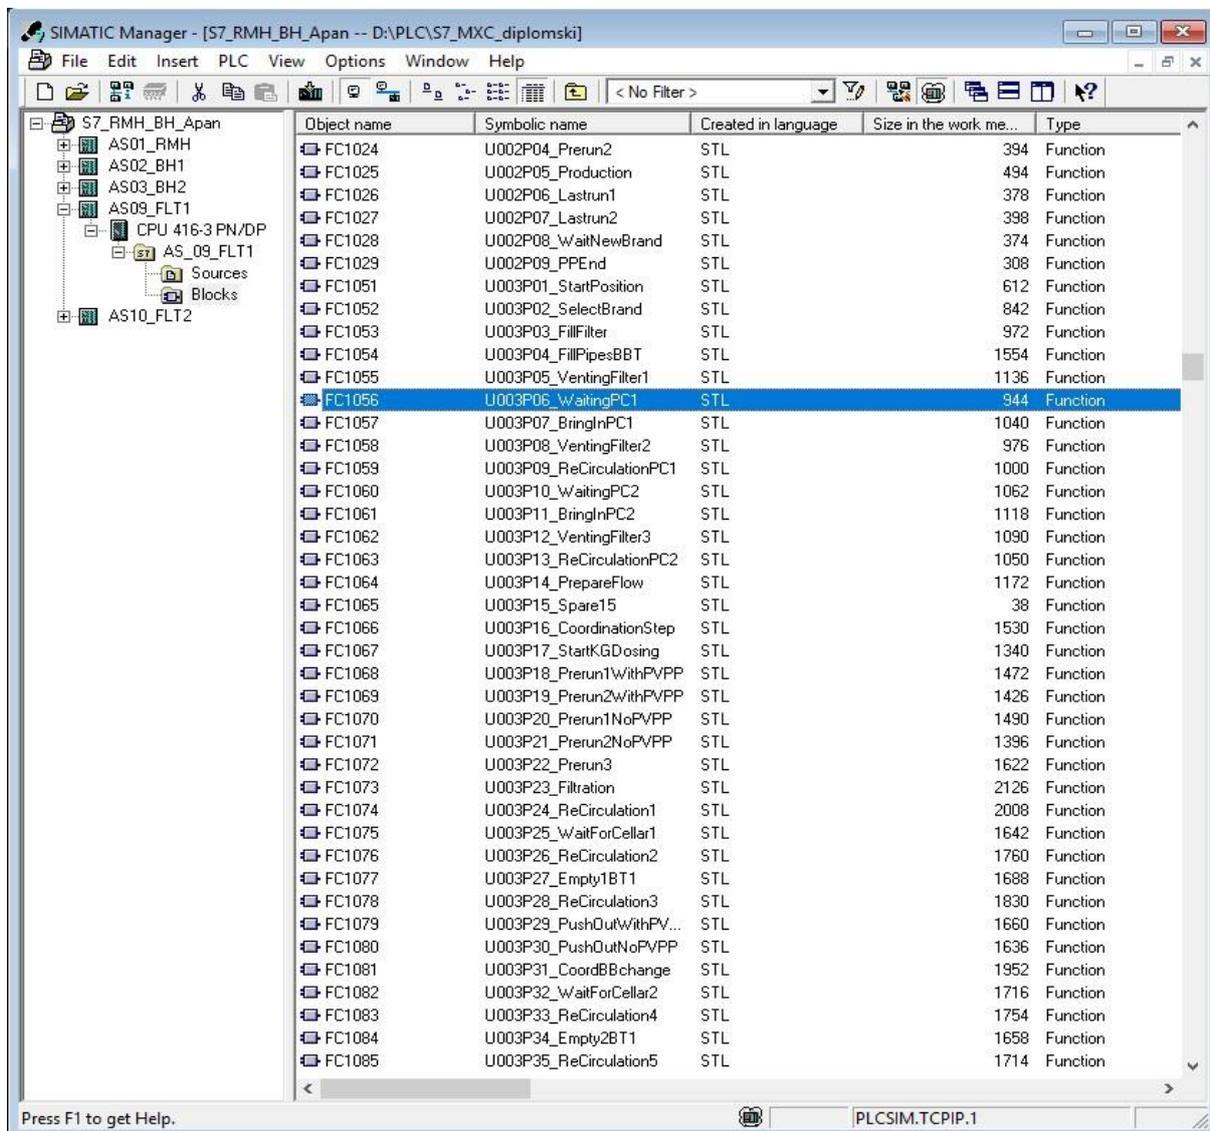 SIMATIC Manager - [S7_RMH_BH_Apan -- D:\PLC\S7_MXC_diplomski]
File Edit Insert PLC View Options Window Help
< No Filter >
S7_RMH_BH_Apan
AS01_RMH
AS02_BH1
AS03_BH2
AS09_FLT1
CPU 416-3 PN/DP
S7 AS_09_FLT1
Sources
Blocks
AS10_FLT2
Object name Symbolic name Created in language Size in the work me... Type
FC1024 U002P04_Prerun2 STL 394 Function
FC1025 U002P05_Production STL 494 Function
FC1026 U002P06_Lastrun1 STL 378 Function
FC1027 U002P07_Lastrun2 STL 398 Function
FC1028 U002P08_WaitNewBrand STL 374 Function
FC1029 U002P09_PPEnd STL 308 Function
FC1051 U003P01_StartPosition STL 612 Function
FC1052 U003P02_SelectBrand STL 842 Function
FC1053 U003P03_FillFilter STL 972 Function
FC1054 U003P04_FillPipesBBT STL 1554 Function
FC1055 U003P05_VentingFilter1 STL 1136 Function
FC1056 U003P06_WaitingPC1 STL 944 Function
FC1057 U003P07_BringInPC1 STL 1040 Function
FC1058 U003P08_VentingFilter2 STL 976 Function
FC1059 U003P09_ReCirculationPC1 STL 1000 Function
FC1060 U003P10_WaitingPC2 STL 1062 Function
FC1061 U003P11_BringInPC2 STL 1118 Function
FC1062 U003P12_VentingFilter3 STL 1090 Function
FC1063 U003P13_ReCirculationPC2 STL 1050 Function
FC1064 U003P14_PrepareFlow STL 1172 Function
FC1065 U003P15_Spare15 STL 38 Function
FC1066 U003P16_CoordinationStep STL 1530 Function
FC1067 U003P17_StartKGDosing STL 1340 Function
FC1068 U003P18_Prerun1WithPVPP STL 1472 Function
FC1069 U003P19_Prerun2WithPVPP STL 1426 Function
FC1070 U003P20_Prerun1NoPVPP STL 1490 Function
FC1071 U003P21_Prerun2NoPVPP STL 1396 Function
FC1072 U003P22_Prerun3 STL 1622 Function
FC1073 U003P23_Filtration STL 2126 Function
FC1074 U003P24_ReCirculation1 STL 2008 Function
FC1075 U003P25_WaitForCellar1 STL 1642 Function
FC1076 U003P26_ReCirculation2 STL 1760 Function
FC1077 U003P27_Empty1BT1 STL 1688 Function
FC1078 U003P28_ReCirculation3 STL 1830 Function
FC1079 U003P29_PushOutWithPV... STL 1660 Function
FC1080 U003P30_PushOutNoPVPP STL 1636 Function
FC1081 U003P31_CoordBBchange STL 1952 Function
FC1082 U003P32_WaitForCellar2 STL 1716 Function
FC1083 U003P33_ReCirculation4 STL 1754 Function
FC1084 U003P34_Empty2BT1 STL 1658 Function
FC1085 U003P35_ReCirculation5 STL 1714 Function
Press F1 to get Help. PLCSIM.TCPIP.1